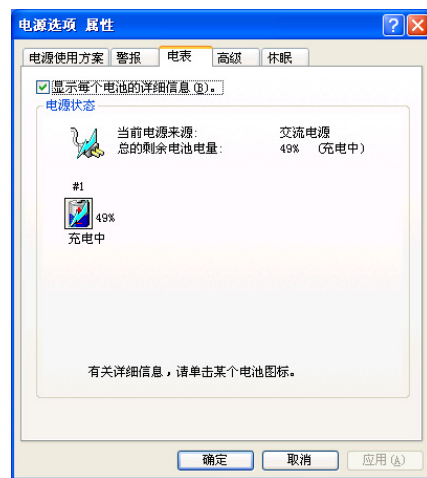 电源选项 属性
电源使用方案 警报 电表 高级 休眠
显示每个电池的详细信息(B)。
电源状态
当前电源来源: 交流电源
总的剩余电池电量: 49% (充电中)
#1
49%
充电中
有关详细信息，请单击某个电池图标。
确定 取消 应用(A)